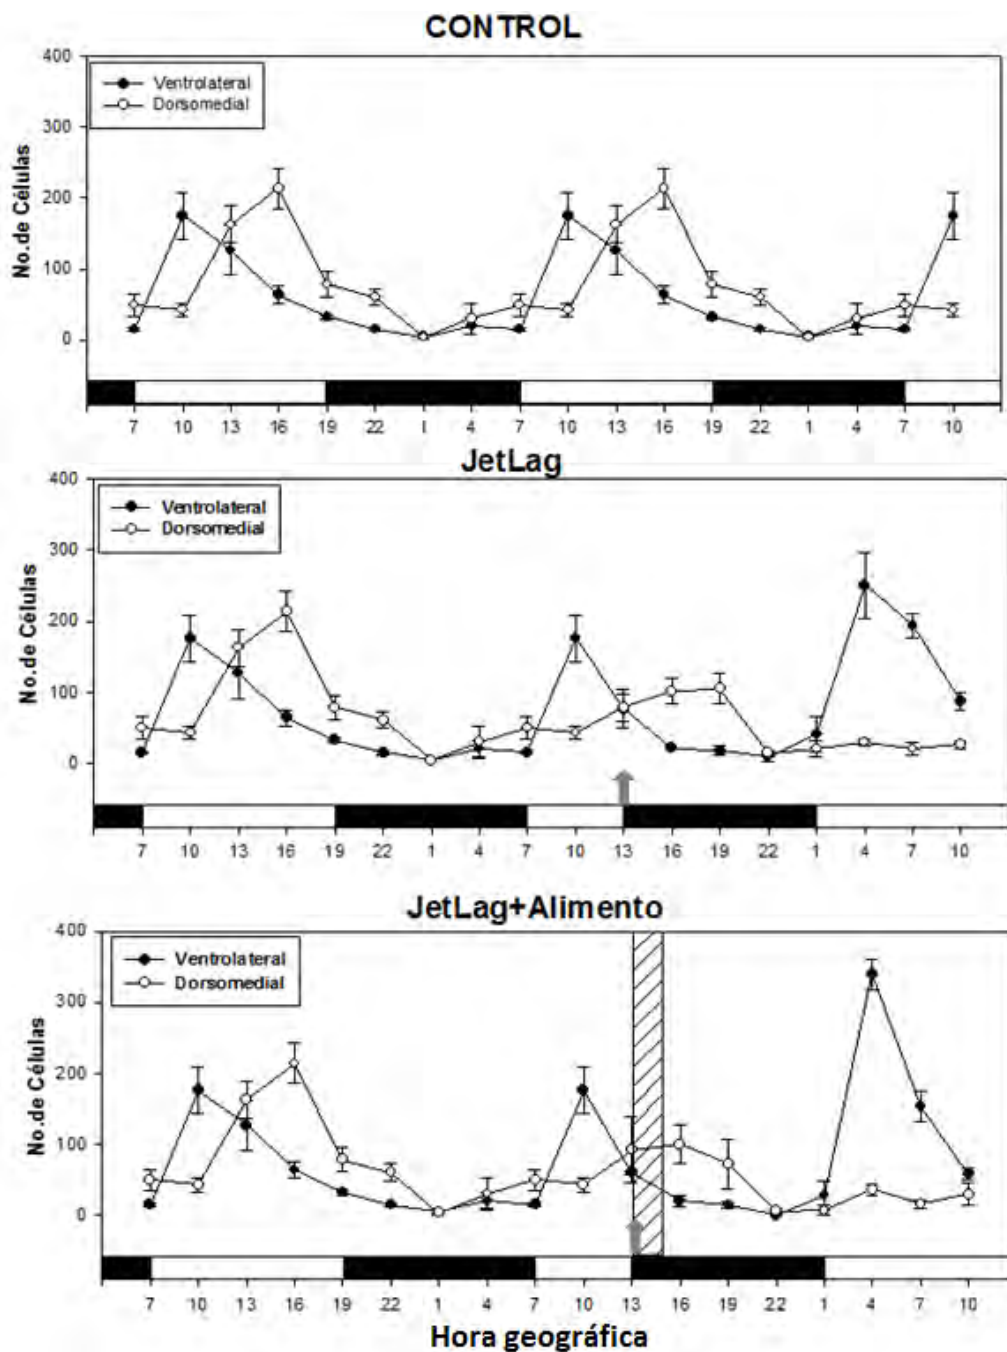 CONTROL
400
Ventrolateral
Dorsomedial
300
200
100
0
No.de Células
7 10 13 16 19 22 1 4 7 10 13 16 19 22 1 4 7 10
JetLag
400
Ventrolateral
Dorsomedial
300
200
100
0
No.de Células
7 10 13 16 19 22 1 4 7 10 13 16 19 22 1 4 7 10
JetLag+Alimento
400
Ventrolateral
Dorsomedial
300
200
100
0
No.de Células
7 10 13 16 19 22 1 4 7 10 13 16 19 22 1 4 7 10
Hora geográfica